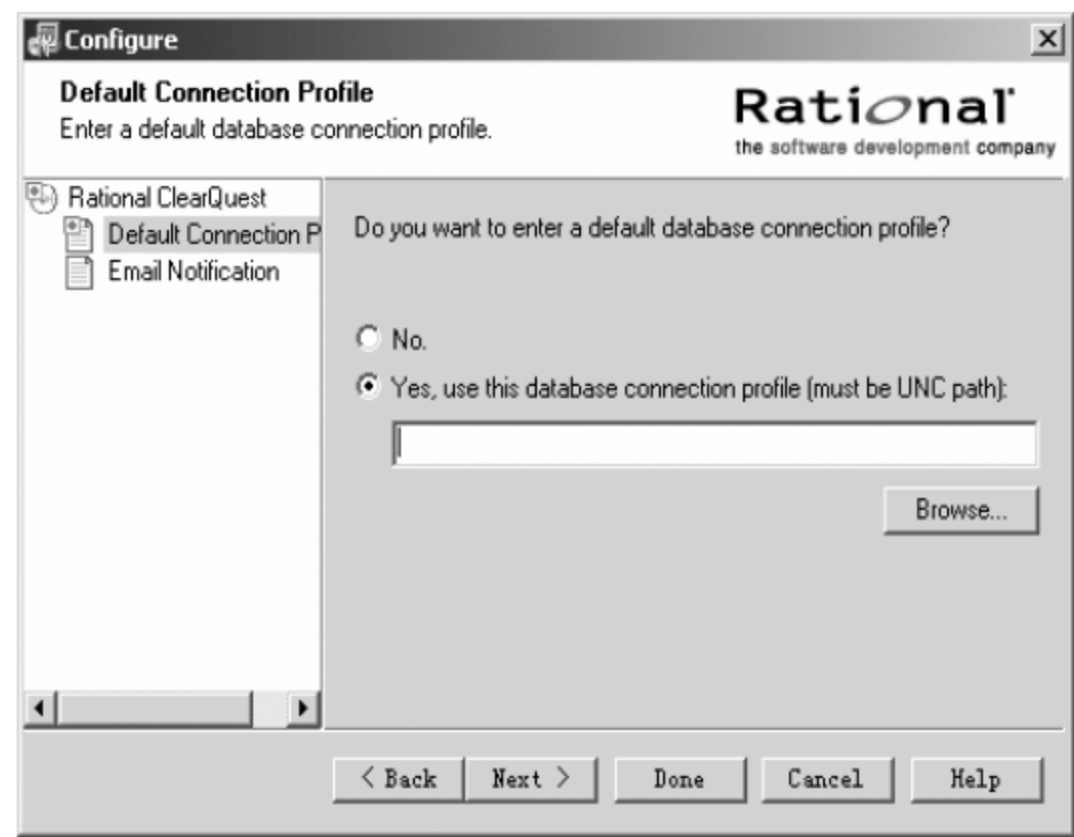 Configure
Default Connection Profile
Enter a default database connection profile.
Rational
the software development company
Rational ClearQuest
Default Connection P
Email Notification
Do you want to enter a default database connection profile?
No.
Yes, use this database connection profile (must be UNC path):
Browse...
< Back
Next >
Done
Cancel
Help